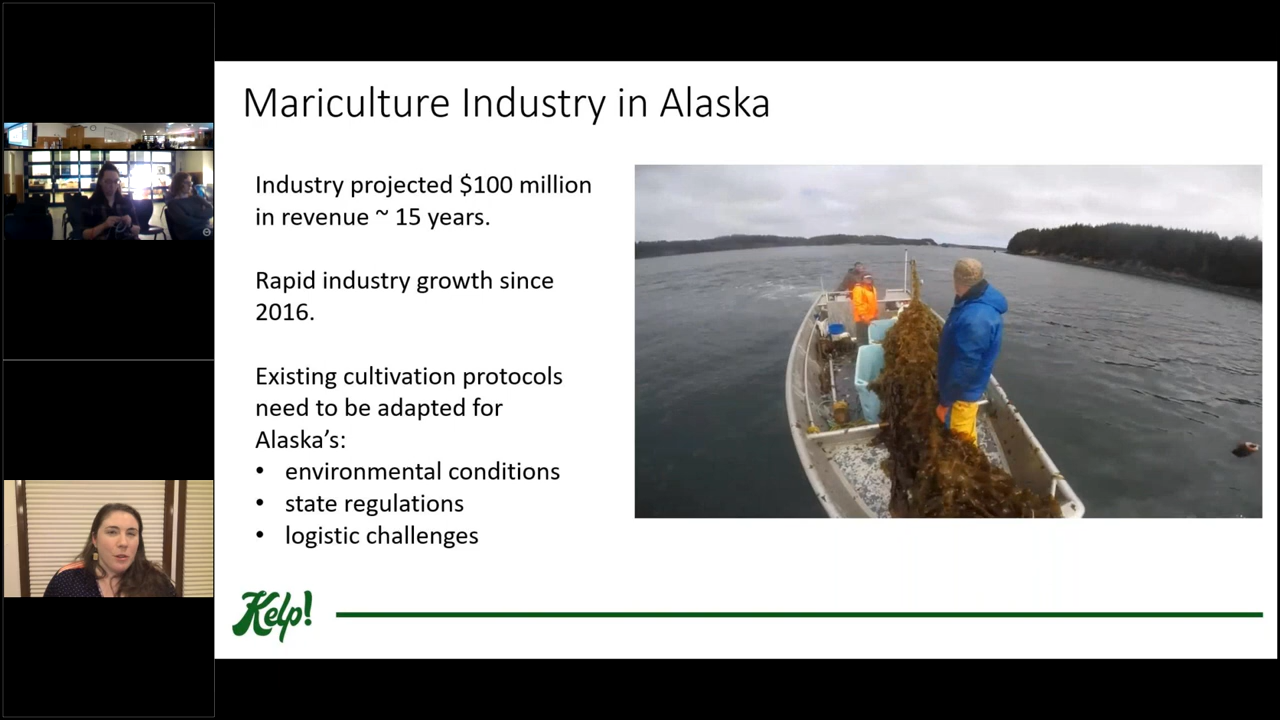 Mariculture Industry in Alaska
Industry projected $100 million
in revenue ~ 15 years.
Rapid industry growth since
2016.
Existing cultivation protocols
need to be adapted for
Alaska’s:
• environmental conditions
• state regulations
• logistic challenges
Kelp!